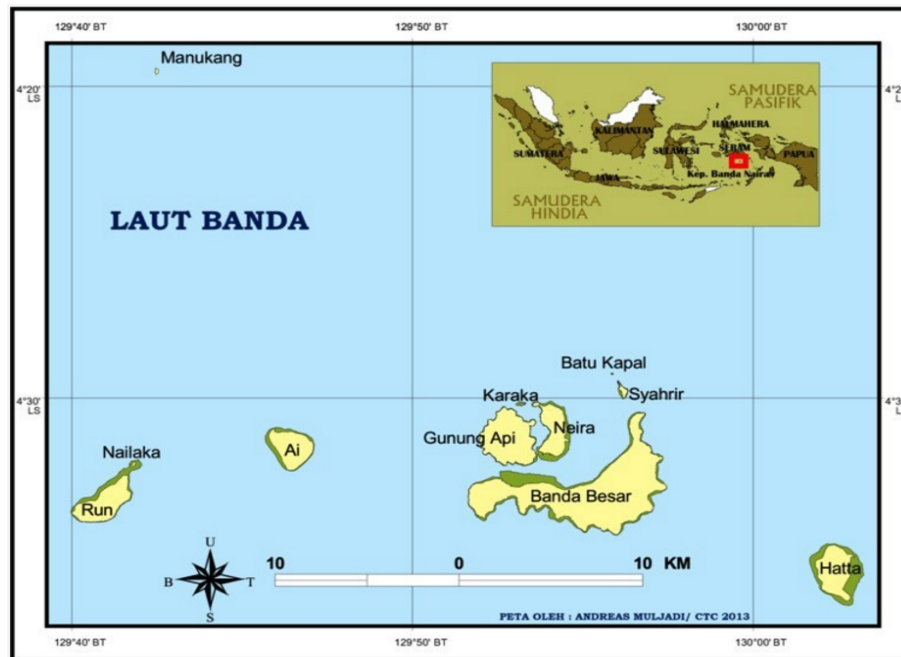 129°40' BT
129°50' BT
130°00' BT
Manukang
4°20'
LS
SAMUDERA
PASIFIK
HALMAHERA
KALIMANTAN
SERAM
SUMATERA
SULAWESI
PAPUA
Kep. Banda Naira
JAWA
SAMUDERA
HINDIA
LAUT BANDA
Batu Kapal
4°30'
LS
Karaka
Syahrir
Neira
Gunung Api
Ai
Nailaka
Banda Besar
Run
U
B
T
S
10
0
10
KM
Hatta
PETA OLEH : ANDREAS MULJADI/ CTC 2013
129°40' BT
129°50' BT
130°00' BT